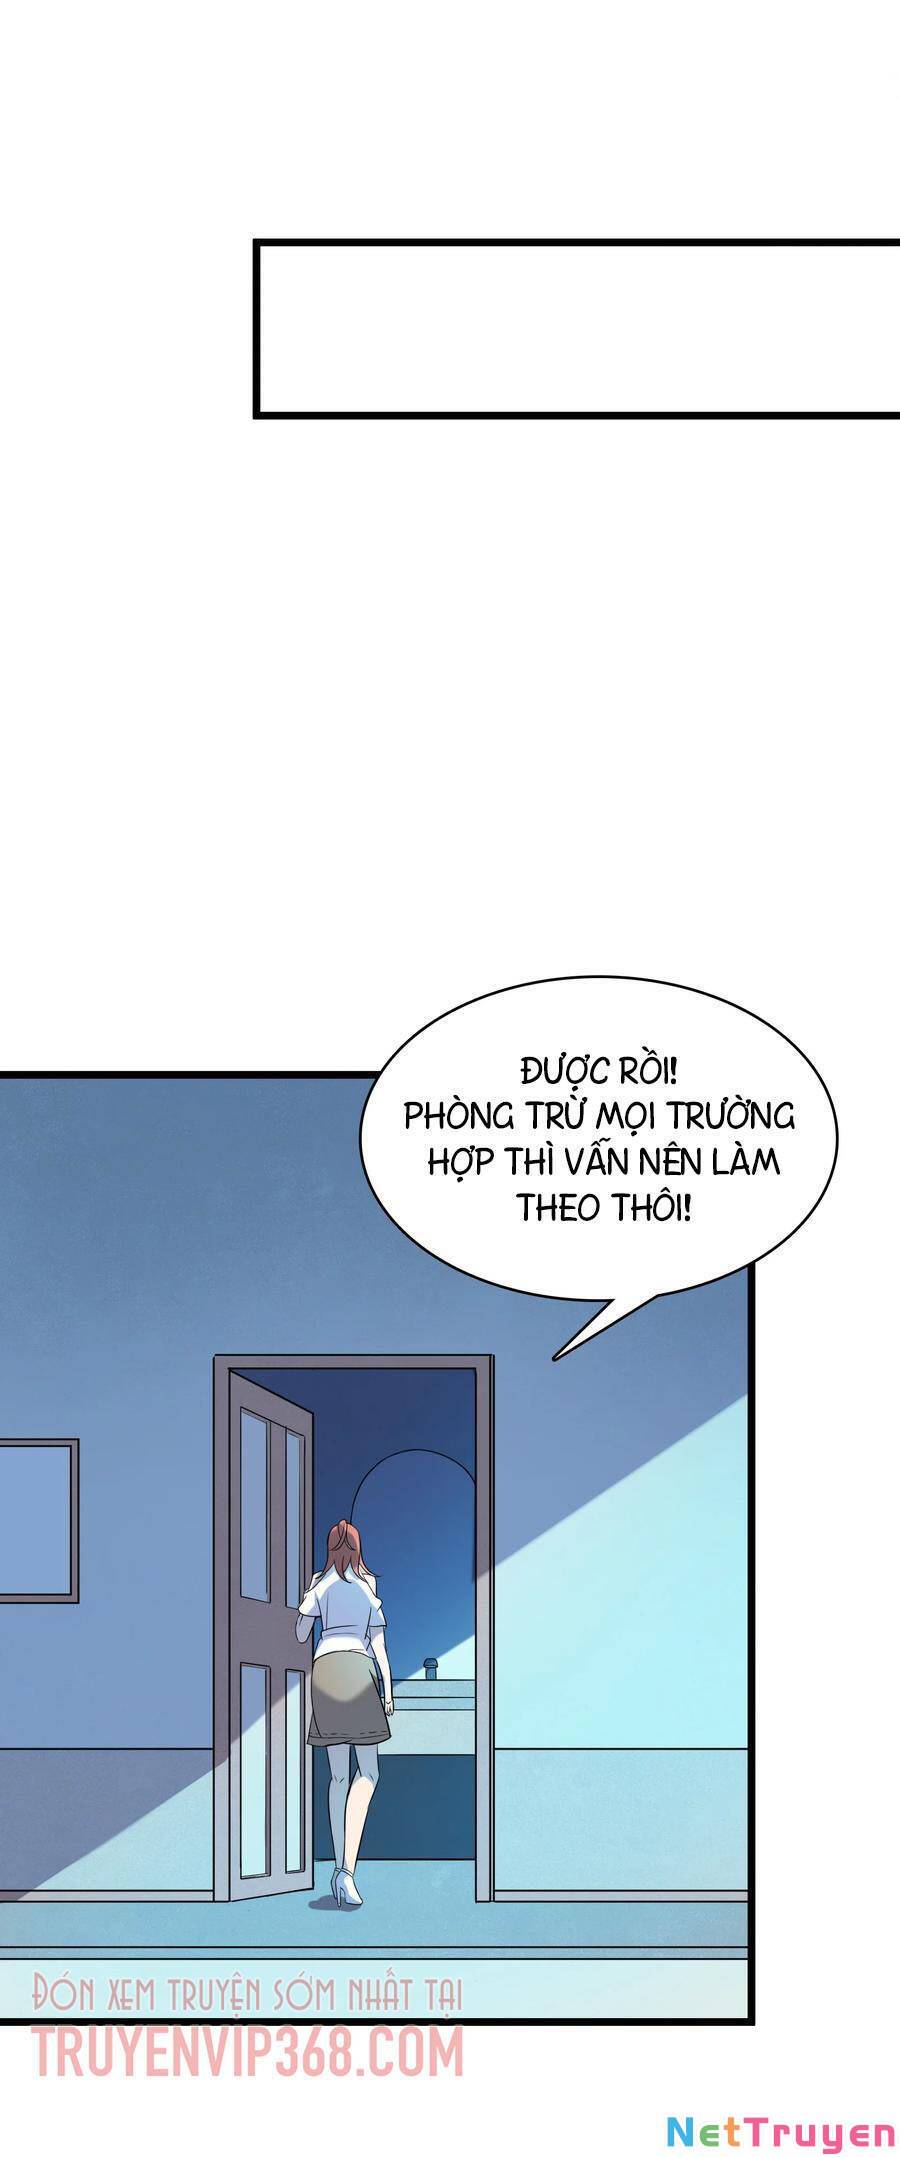 ĐƯỢC RỒI!
PHÒNG TRỪ MỌI TRƯỜNG
HỢP THÌ VẪN NÊN LÀM
THEO THÔI!
ĐÓN XEM TRUYỆN SỚM NHẤT TẠI
TRUYENVIP368.COM
NetTruyen